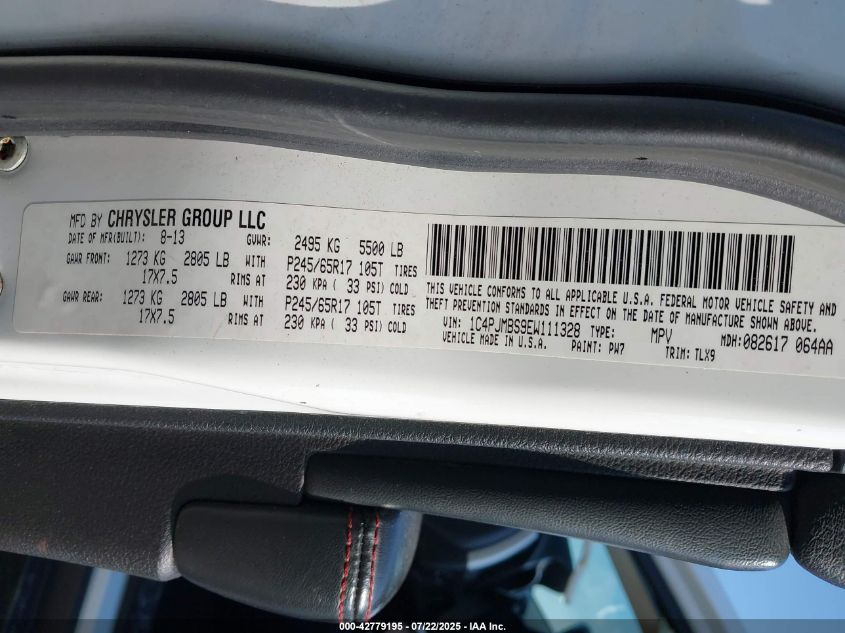 MFD BY CHRYSLER GROUP LLC
DATE OF MFR(BUILT): 8-13 GVWR: 2495 KG 5500 LB
GAWR FRONT: 1273 KG 2805 LB WITH P245/65R17 105T TIRES
17X7.5 RIMS AT 230 KPA ( 33 PSI) COLD
GAWR REAR: 1273 KG 2805 LB WITH P245/65R17 105T TIRES
17X7.5 RIMS AT 230 KPA ( 33 PSI) COLD
THIS VEHICLE CONFORMS TO ALL APPLICABLE U.S.A. FEDERAL MOTOR VEHICLE SAFETY AND
THEFT PREVENTION STANDARDS IN EFFECT ON THE DATE OF MANUFACTURE SHOWN ABOVE.
VIN: 1C4PJMBS9EW111328 TYPE: MPV MDH: 082617 064AA
VEHICLE MADE IN U.S.A. PAINT: PW7 TRIM: TLX9
000-42779195 - 07/22/2025 - IAA Inc.